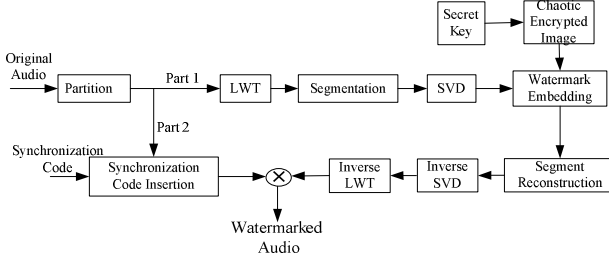 Secret
Key
Chaotic
Encrypted
Image
Original
Audio
Partition
Part 1
LWT
Segmentation
SVD
Watermark
Embedding
Part 2
Synchronization
Code
Synchronization
Code Insertion
Inverse
LWT
Inverse
SVD
Segment
Reconstruction
Watermarked
Audio